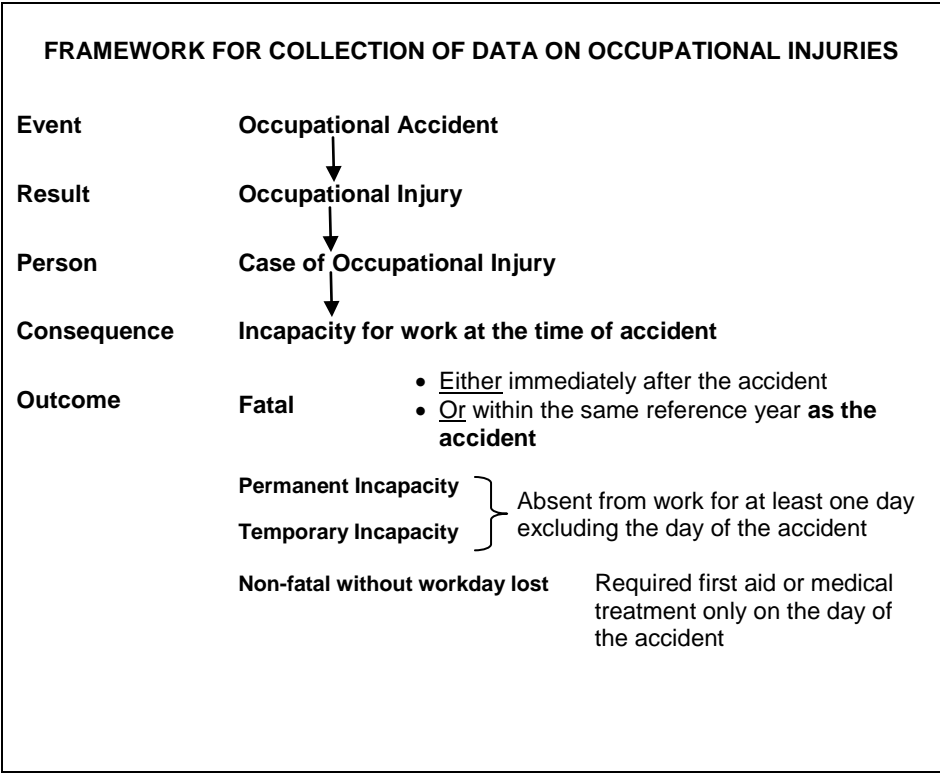 FRAMEWORK FOR COLLECTION OF DATA ON OCCUPATIONAL INJURIES
Event Occupational Accident
Result Occupational Injury
Person Case of Occupational Injury
Consequence Incapacity for work at the time of accident
Outcome Fatal
• Either immediately after the accident
• Or within the same reference year as the
accident
Permanent Incapacity
Temporary Incapacity
Absent from work for at least one day
excluding the day of the accident
Non-fatal without workday lost
Required first aid or medical
treatment only on the day of
the accident